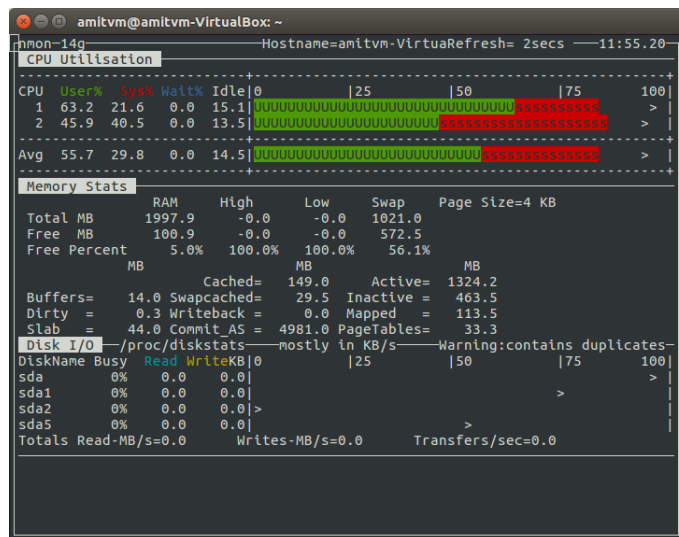 amitvm@amitvm-VirtualBox: ~
nmon─14g─────────────────────Hostname=amitvm-VirtuaRefresh= 2secs ───11:55.20─
CPU Utilisation
---------------------------+-------------------------------------------------+
CPU  User%  Sys% Wait% Idle|0          |25         |50          |75       100|
1  63.2  21.6   0.0  15.1|UUUUUUUUUUUUUUUUUUUUUUUUUUUUUUUsssssssssss      > |
2  45.9  40.5   0.0  13.5|UUUUUUUUUUUUUUUUUUUUUUssssssssssssssssssss    > |
---------------------------+-------------------------------------------------+
Avg  55.7  29.8   0.0  14.5|UUUUUUUUUUUUUUUUUUUUUUUUUUUssssssssssssss     > |
---------------------------+-------------------------------------------------+
Memory Stats
RAM     High      Low     Swap    Page Size=4 KB
Total MB      1997.9     -0.0     -0.0   1021.0
Free  MB       100.9     -0.0     -0.0    572.5
Free Percent     5.0%   100.0%   100.0%    56.1%
MB                  MB                  MB
Cached=   149.0     Active=  1324.2
Buffers=    14.0 Swapcached=    29.5  Inactive =   463.5
Dirty  =     0.3 Writeback =     0.0  Mapped   =   113.5
Slab   =    44.0 Commit_AS =  4981.0 PageTables=    33.3
Disk I/O ──/proc/diskstats────mostly in KB/s─────Warning:contains duplicates─
DiskName Busy  Read WriteKB|0          |25         |50          |75       100|
sda        0%    0.0    0.0|                                               > |
sda1       0%    0.0    0.0|                                    >            |
sda2       0%    0.0    0.0|>                                                |
sda5       0%    0.0    0.0|                         >                       |
Totals Read-MB/s=0.0      Writes-MB/s=0.0      Transfers/sec=0.0